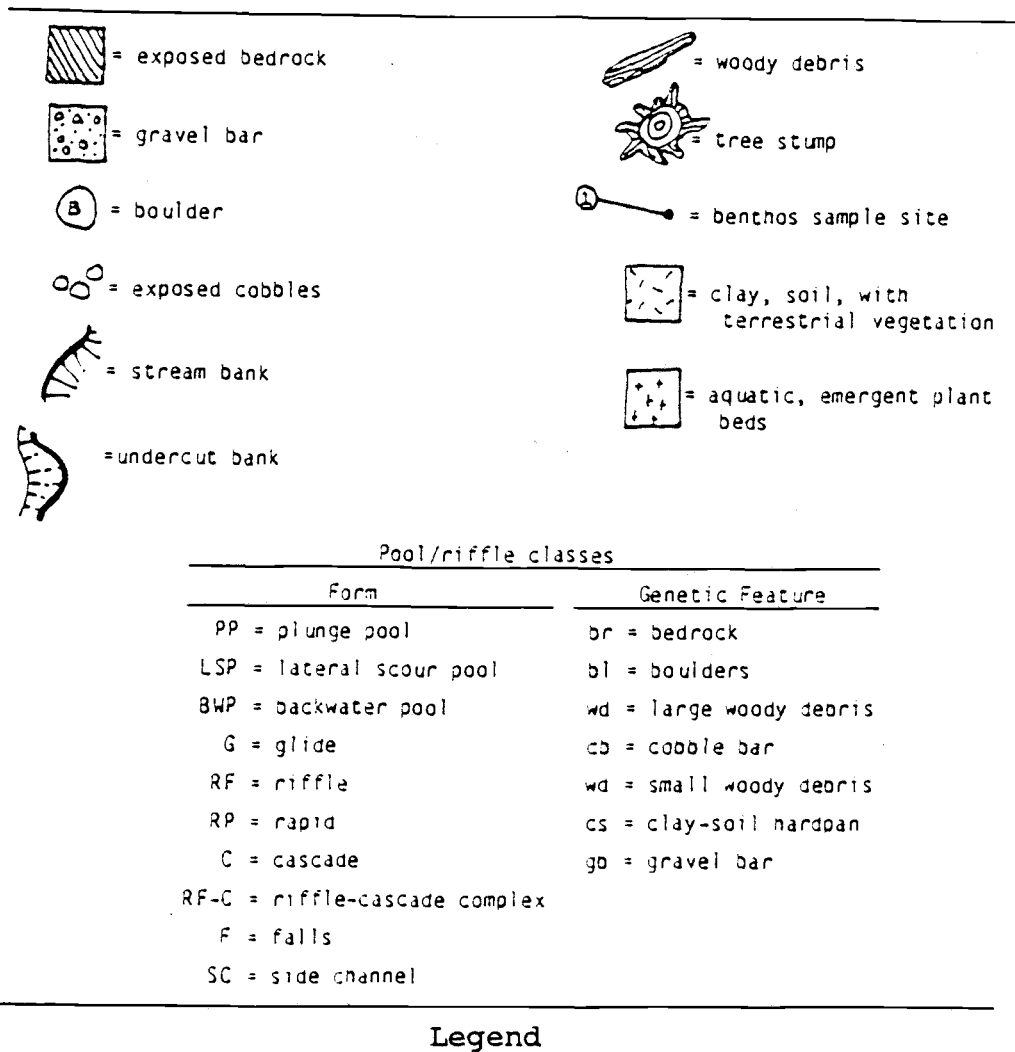 = exposed bedrock
= gravel bar
B = boulder
= exposed cobbles
= stream bank
=undercut bank
= woody debris
= tree stump
1 = benthos sample site
= clay, soil, with
terrestrial vegetation
= aquatic, emergent plant
beds
Pool/riffle classes
Form
PP = plunge pool
LSP = lateral scour pool
BWP = backwater pool
G = glide
RF = riffle
RP = rapid
C = cascade
RF-C = riffle-cascade complex
F = falls
SC = side channel
Genetic Feature
br = bedrock
bl = boulders
wd = large woody debris
cb = cobble bar
wd = small woody debris
cs = clay-soil hardpan
gb = gravel bar
Legend